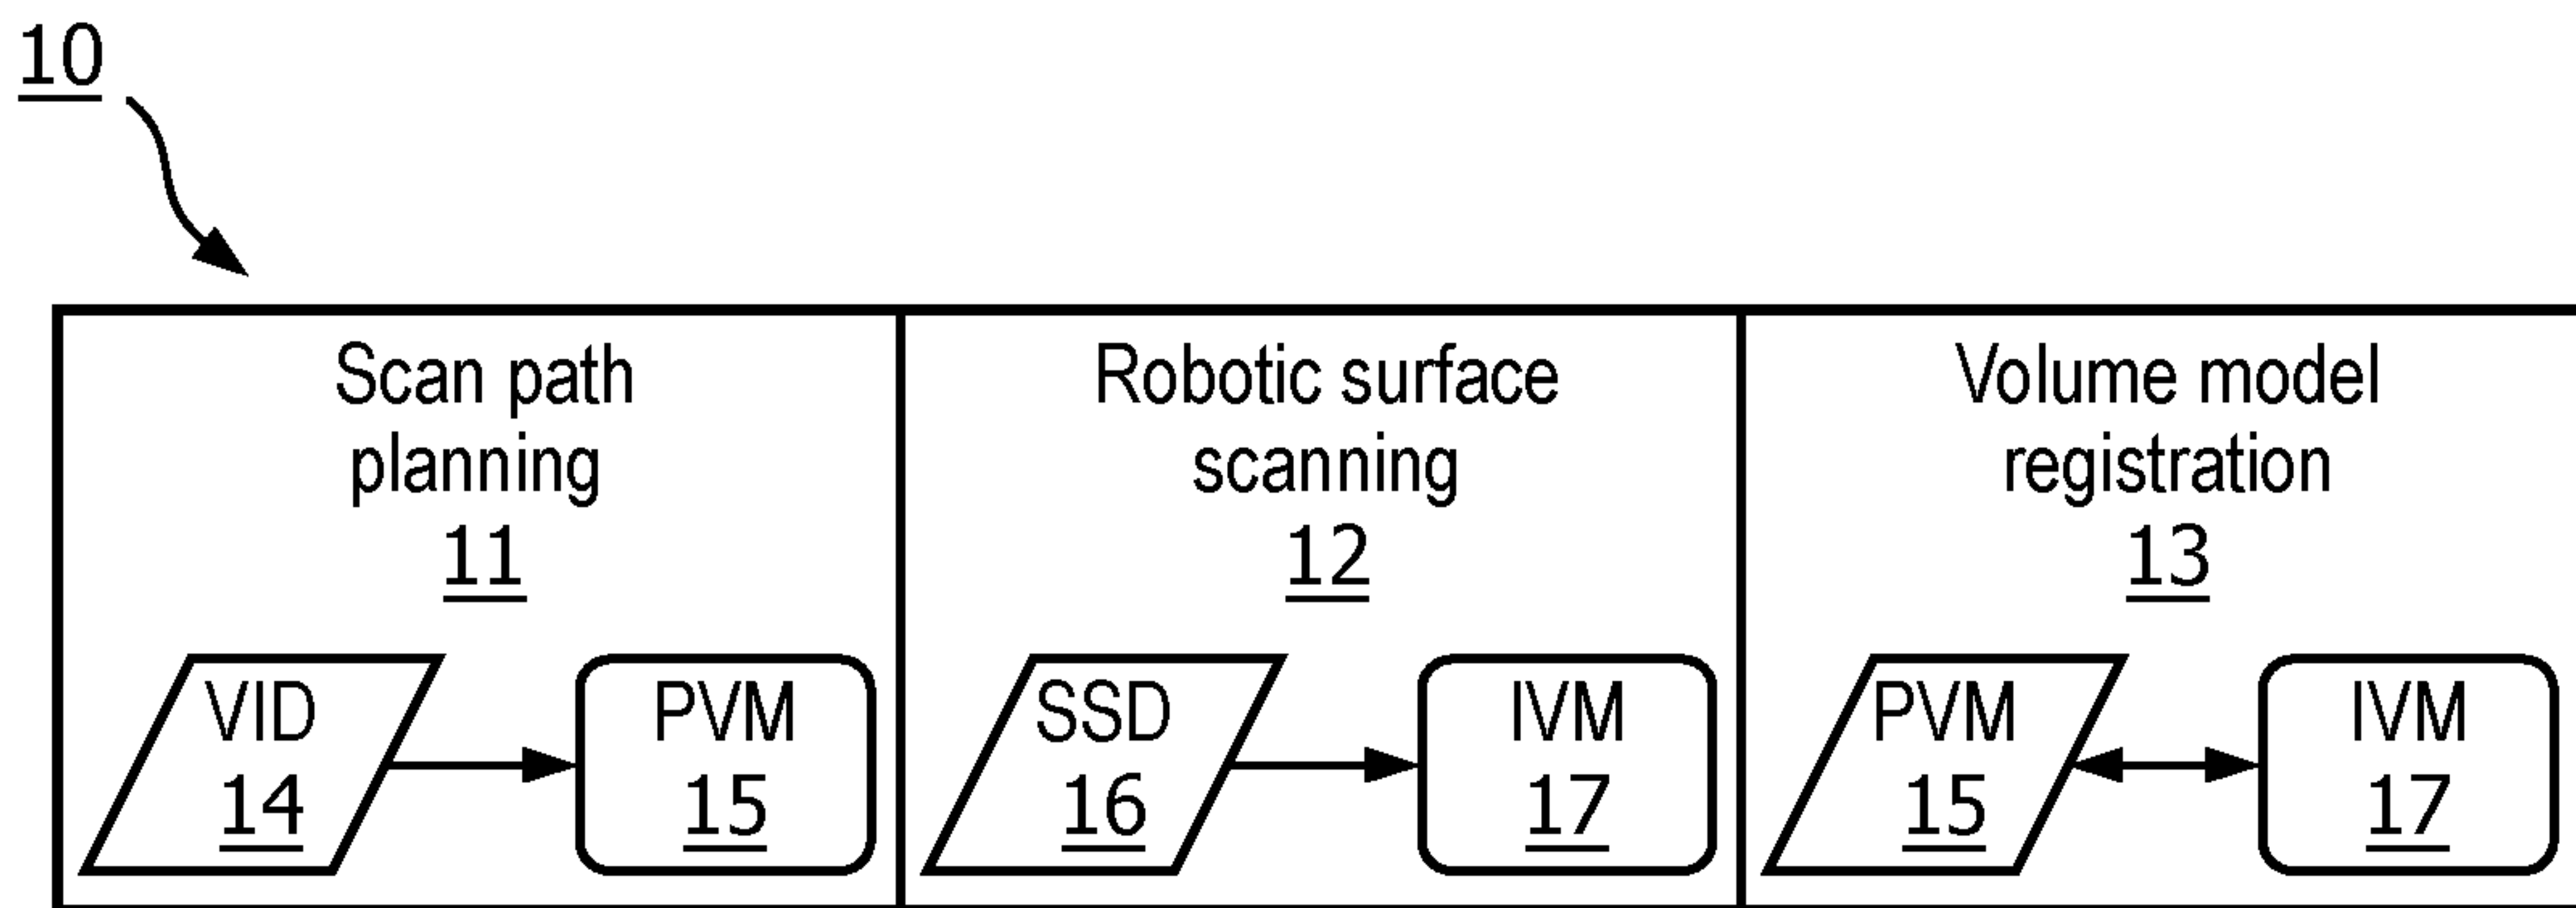 10
Scan path
planning
11
VID
14
PVM
15
Robotic surface
scanning
12
SSD
16
IVM
17
Volume model
registration
13
PVM
15
IVM
17